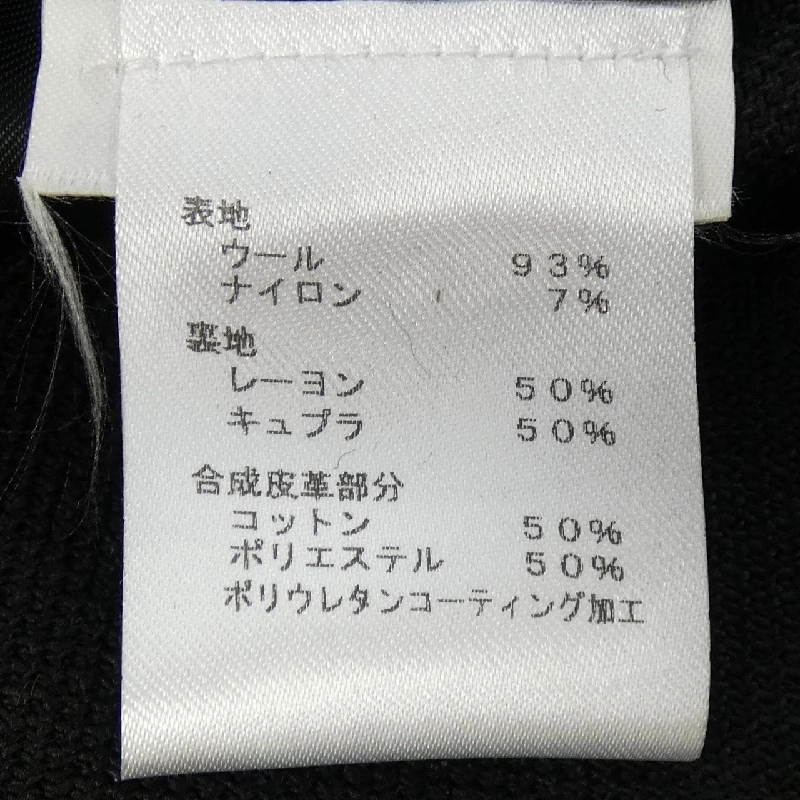 表地
ウール 93%
ナイロン 7%
裏地
レーヨン 50%
キュプラ 50%
合成皮革部分
コットン 50%
ポリエステル 50%
ポリウレタンコーティング加工